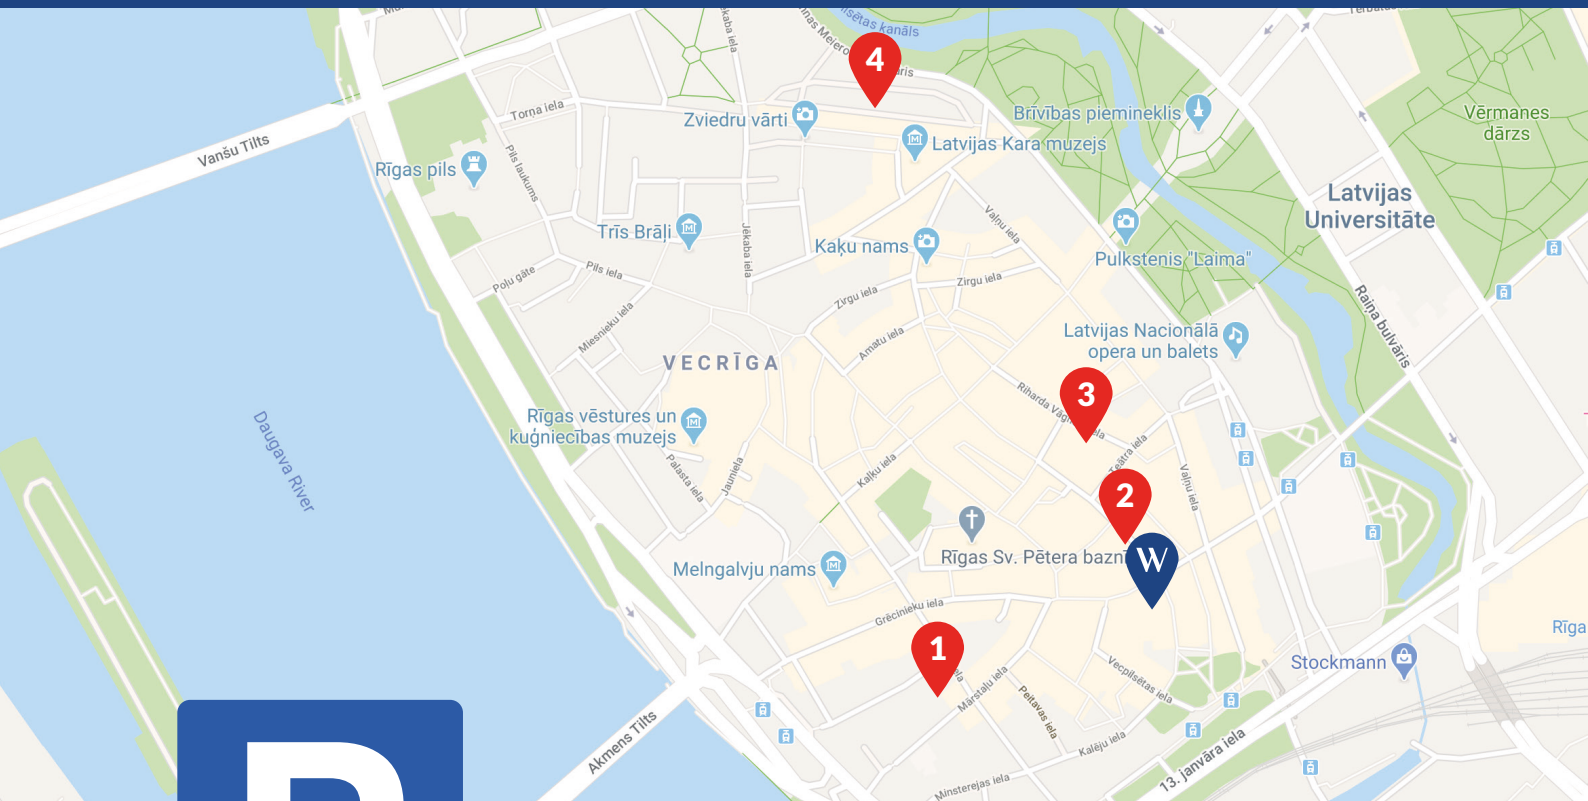 sētas kanāls
Torņa iela
Vanšu Tilts
Rīgas pils
Pils laukums
Zviedru vārti
4
Latvijas Kara muzejs
Brīvības piemineklis
Vērmanes
dārzs
Latvijas
Universitāte
Trīs Brāļi
Jēkaba iela
Kaķu nams
Vaļņu iela
Pulkstenis "Laima"
Poļu gāte
Pils iela
Zirgu iela
Zirgu iela
Miesnieku iela
Amatu iela
Raiņa bulvāris
VECRĪGA
Latvijas Nacionālā
opera un balets
3
Rīgas vēstures un
kuģniecības muzejs
Daugava River
Palasta iela
Jauniela
Kaļķu iela
Teātra iela
Vaļņu iela
2
Rīgas Sv. Pētera
W
Melngalvju nams
Grēcinieku iela
1
Mārstaļu iela
Peitavas iela
Vecpilsētas iela
Stockmann
Rīga
Akmens Tilts
Kalēju iela
13. janvāra iela
Minsterejas iela